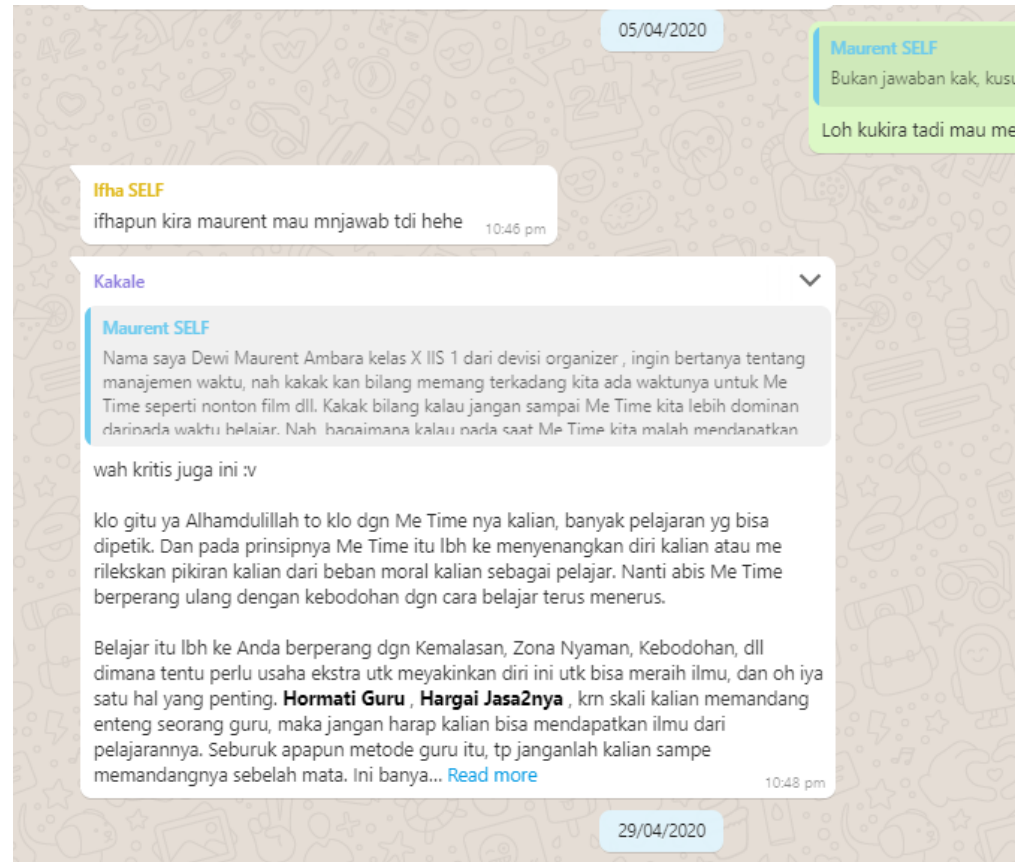 05/04/2020
Maurent SELF
Bukan jawaban kak, kusu
Loh kukira tadi mau me
Ifha SELF
ifhapun kira maurent mau mnjawab tdi hehe
10:46 pm
Kakale
Maurent SELF
Nama saya Dewi Maurent Ambara kelas X IIS 1 dari devisi organizer , ingin bertanya tentang
manajemen waktu, nah kakak kan bilang memang terkadang kita ada waktunya untuk Me
Time seperti nonton film dll. Kakak bilang kalau jangan sampai Me Time kita lebih dominan
daripada waktu belajar. Nah, bagaimana kalau pada saat Me Time kita malah mendapatkan
wah kritis juga ini :v
klo gitu ya Alhamdulillah to klo dgn Me Time nya kalian, banyak pelajaran yg bisa
dipetik. Dan pada prinsipnya Me Time itu lbh ke menyenangkan diri kalian atau me
rilekskan pikiran kalian dari beban moral kalian sebagai pelajar. Nanti abis Me Time
berperang ulang dengan kebodohan dgn cara belajar terus menerus.
Belajar itu lbh ke Anda berperang dgn Kemalasan, Zona Nyaman, Kebodohan, dll
dimana tentu perlu usaha ekstra utk meyakinkan diri ini utk bisa meraih ilmu, dan oh iya
satu hal yang penting. Hormati Guru , Hargai Jasa2nya , krn skali kalian memandang
enteng seorang guru, maka jangan harap kalian bisa mendapatkan ilmu dari
pelajarannya. Seburuk apapun metode guru itu, tp janganlah kalian sampe
memandangnya sebelah mata. Ini banya... Read more
10:48 pm
29/04/2020